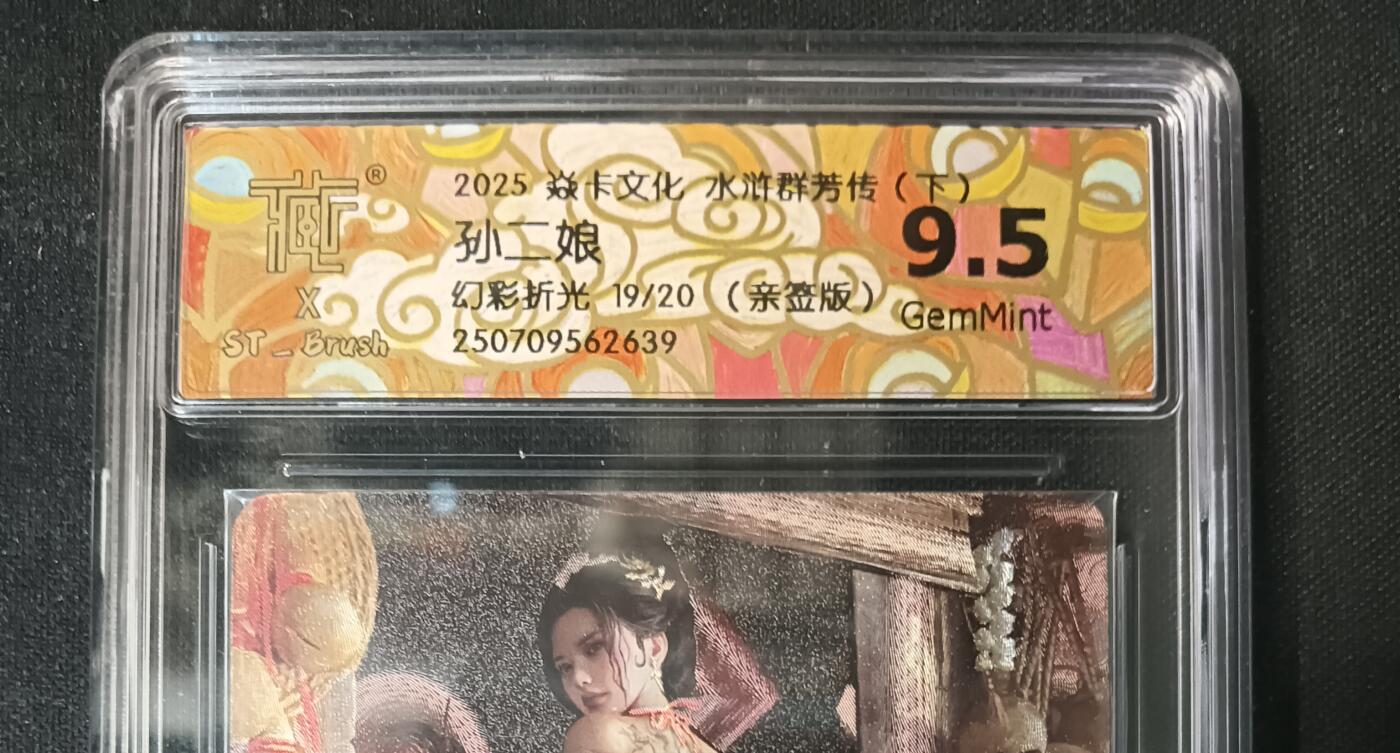 2025 焱卡文化 水浒群芳传（下）
孙二娘
幻彩折光 19/20 （亲签版）
250709562639
9.5
GemMint
®
X
ST_Brush